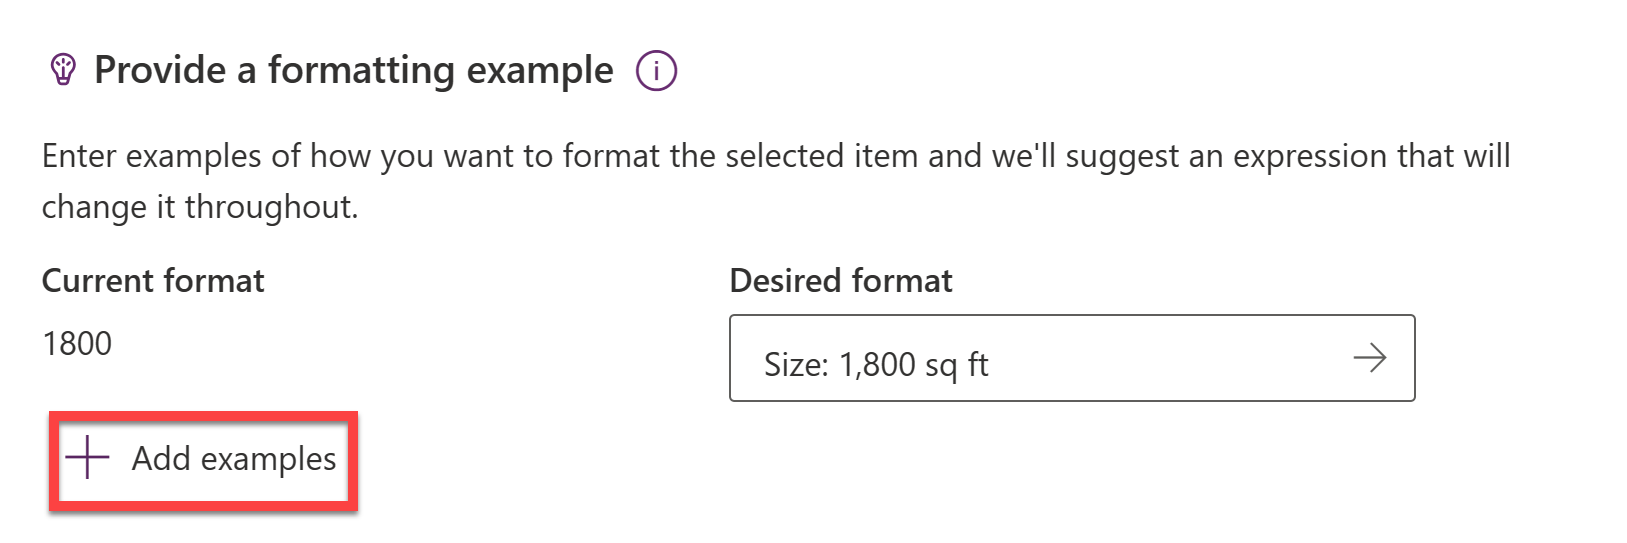 Provide a formatting example
Enter examples of how you want to format the selected item and we'll suggest an expression that will
change it throughout.
Current format
Desired format
1800
Size: 1,800 sq ft
Add examples